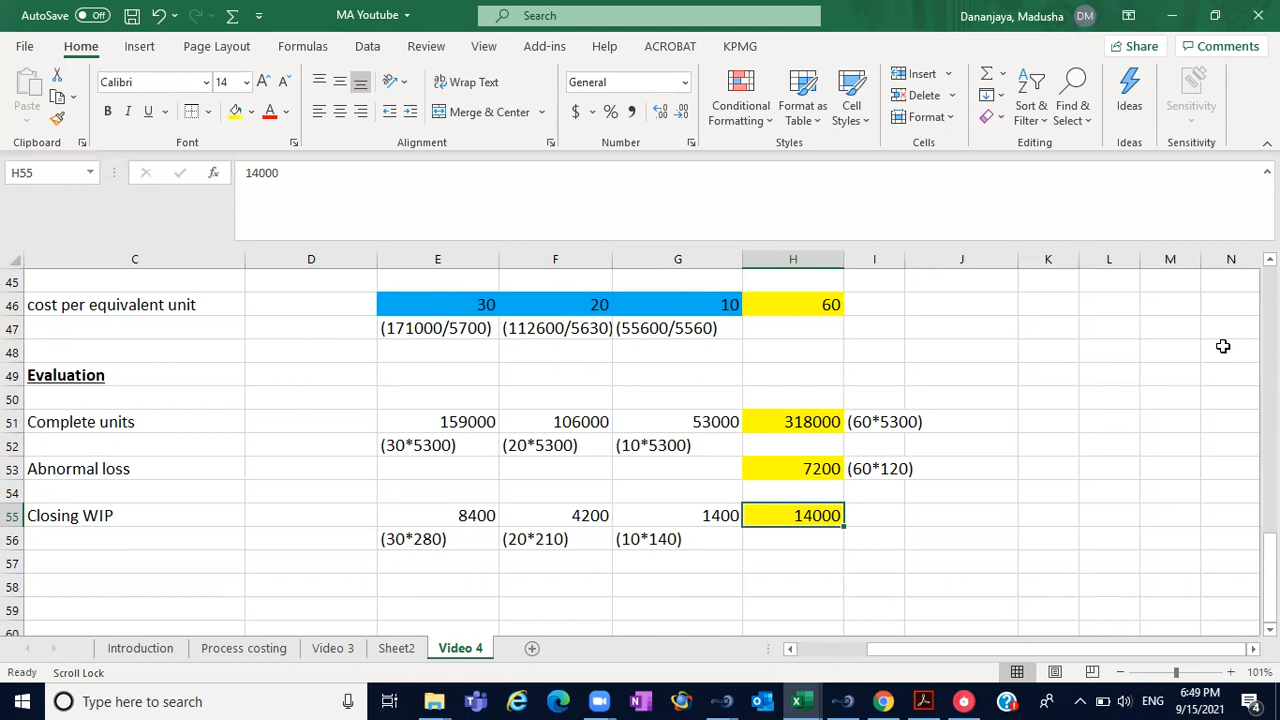 AutoSave Off MA Youtube Search Dananjaya, Madusha DM
File Home Insert Page Layout Formulas Data Review View Add-ins Help ACROBAT KPMG Share Comments
Paste Calibri 14 Wrap Text General Conditional Formatting Format as Table Cell Styles Insert Sort & Filter Find & Select Ideas Sensitivity
B I U Merge & Center $ % Delete
Format
Clipboard Font Alignment Number Styles Cells Editing Ideas Sensitivity
H55 fx 14000
C D E F G H I J K L M N
45
46 cost per equivalent unit 30 20 10 60
47 (171000/5700) (112600/5630) (55600/5560)
48
49 Evaluation
50
51 Complete units 159000 106000 53000 318000 (60*5300)
52 (30*5300) (20*5300) (10*5300)
53 Abnormal loss 7200 (60*120)
54
55 Closing WIP 8400 4200 1400 14000
56 (30*280) (20*210) (10*140)
57
58
59
60
Introduction Process costing Video 3 Sheet2 Video 4
Ready Scroll Lock 101%
Type here to search ENG 6:49 PM 9/15/2021 4